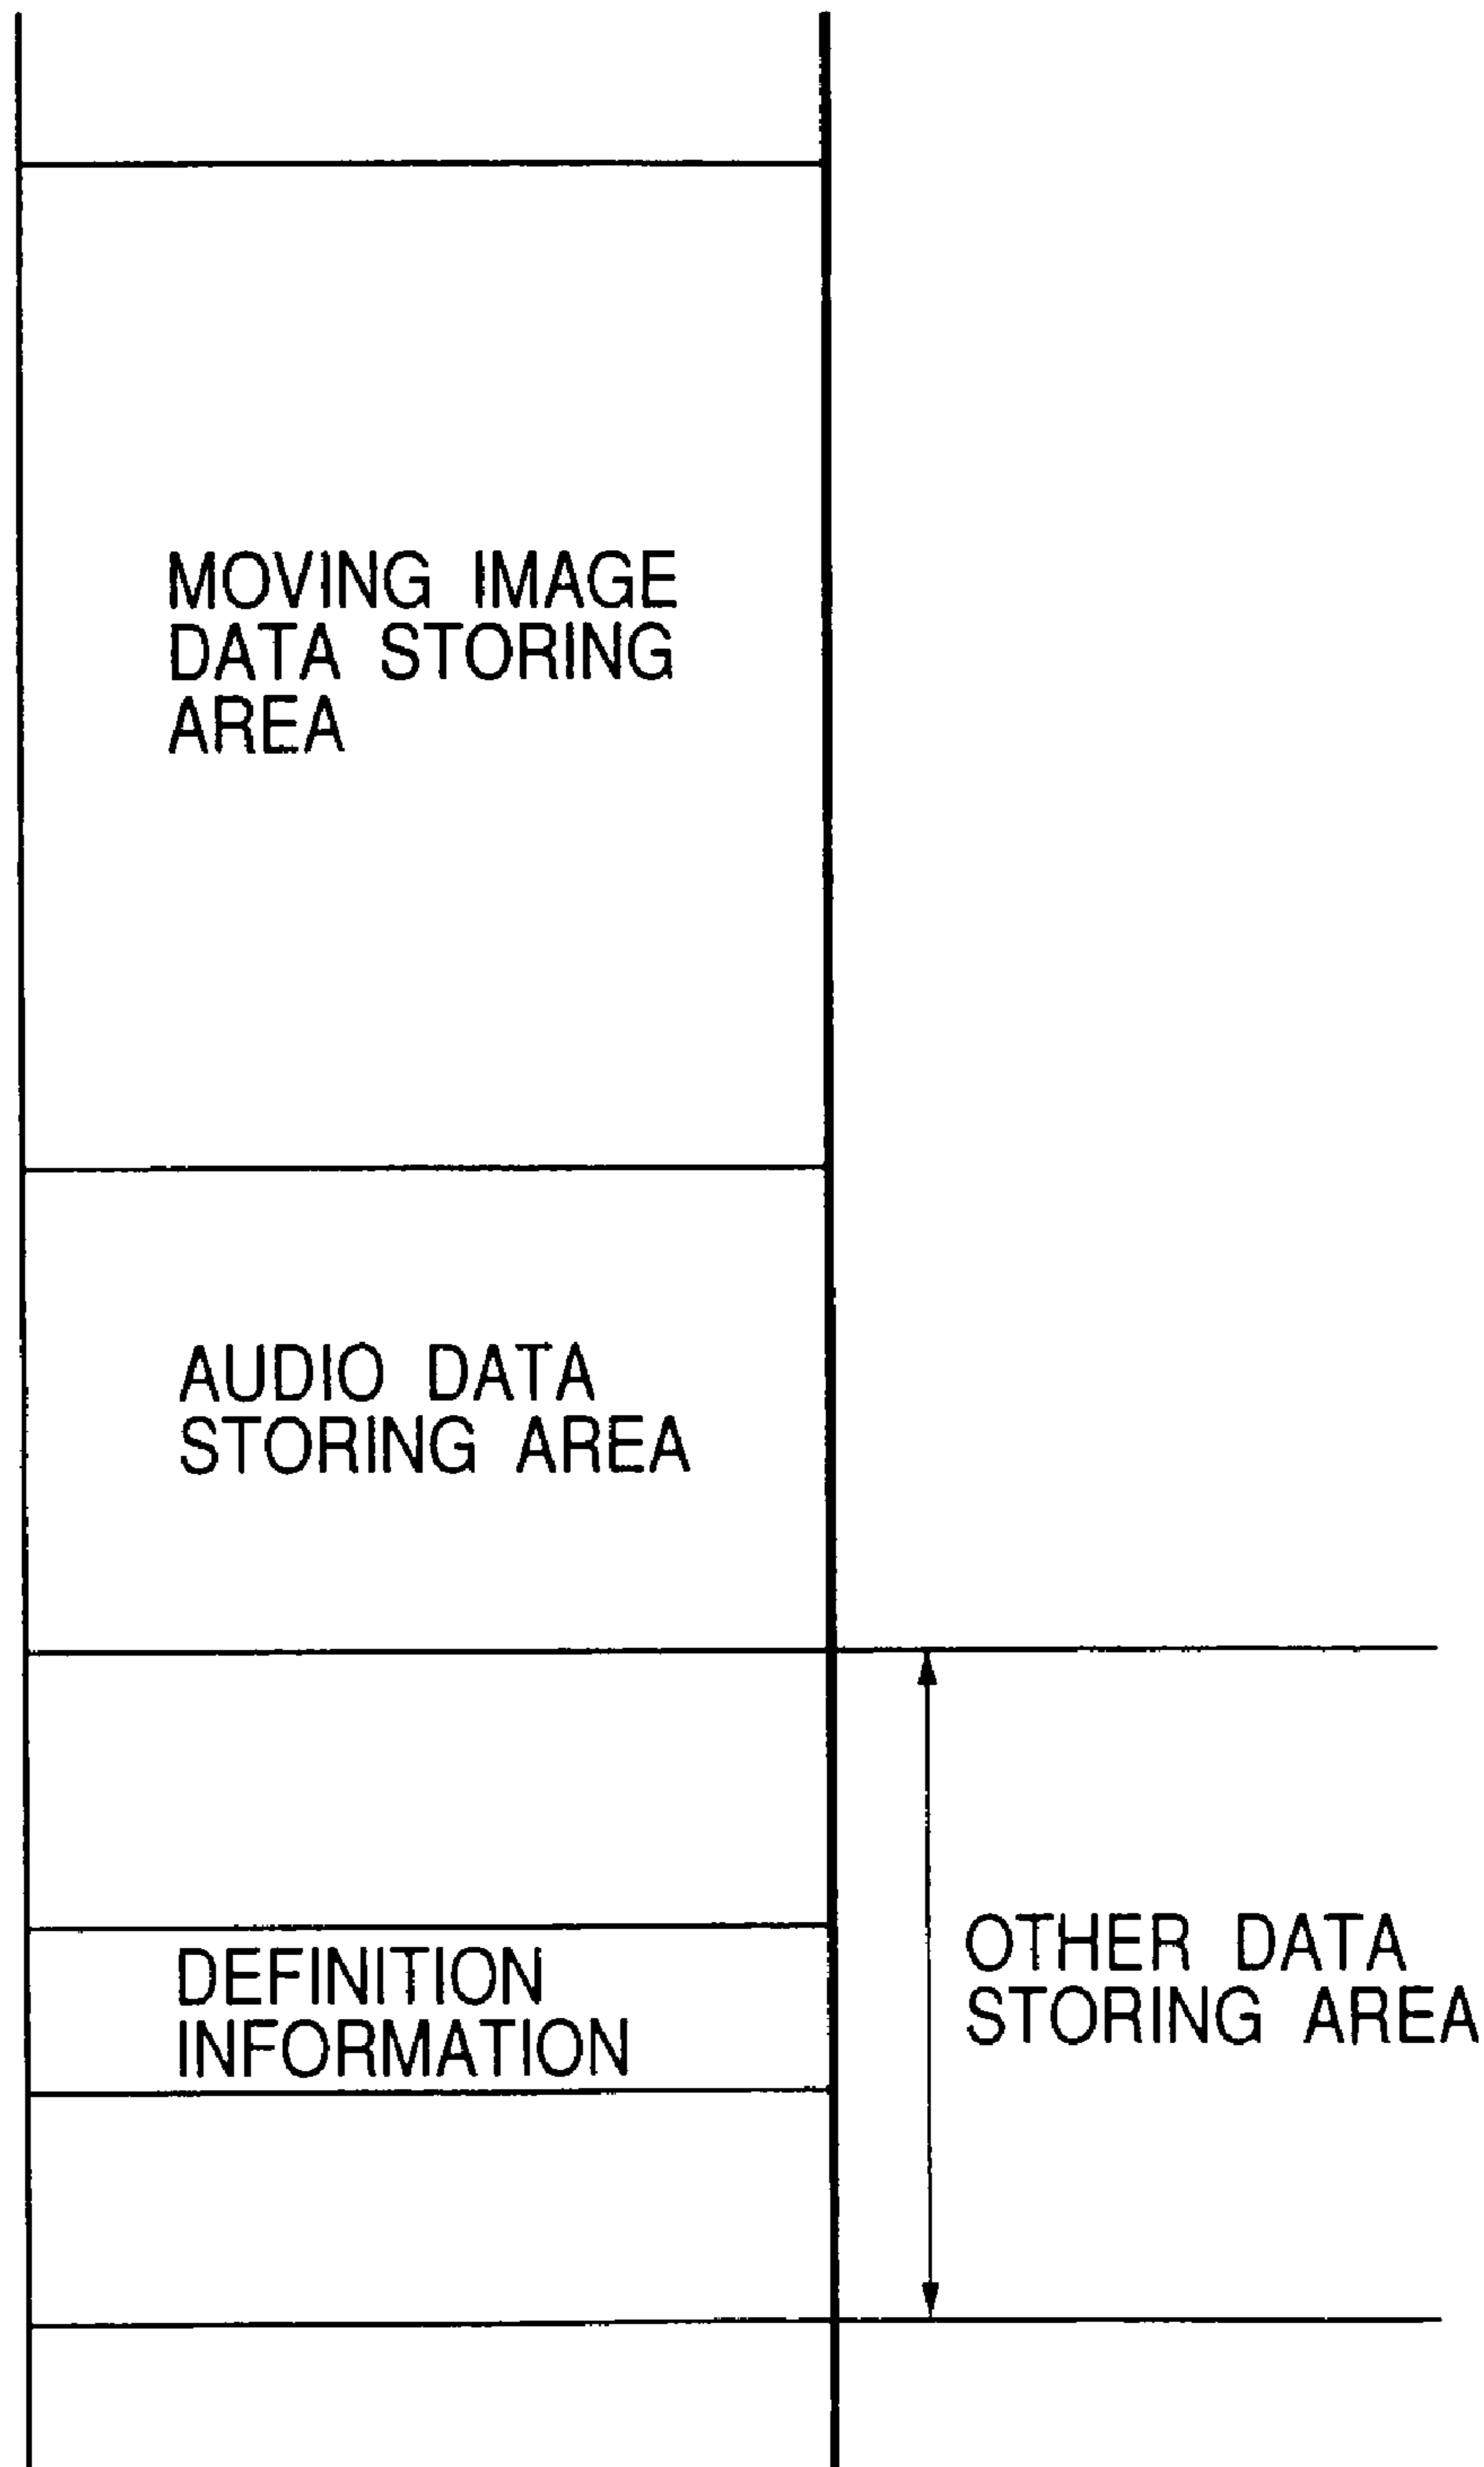 MOVING IMAGE
DATA STORING
AREA
AUDIO DATA
STORING AREA
DEFINITION
INFORMATION
OTHER DATA
STORING AREA